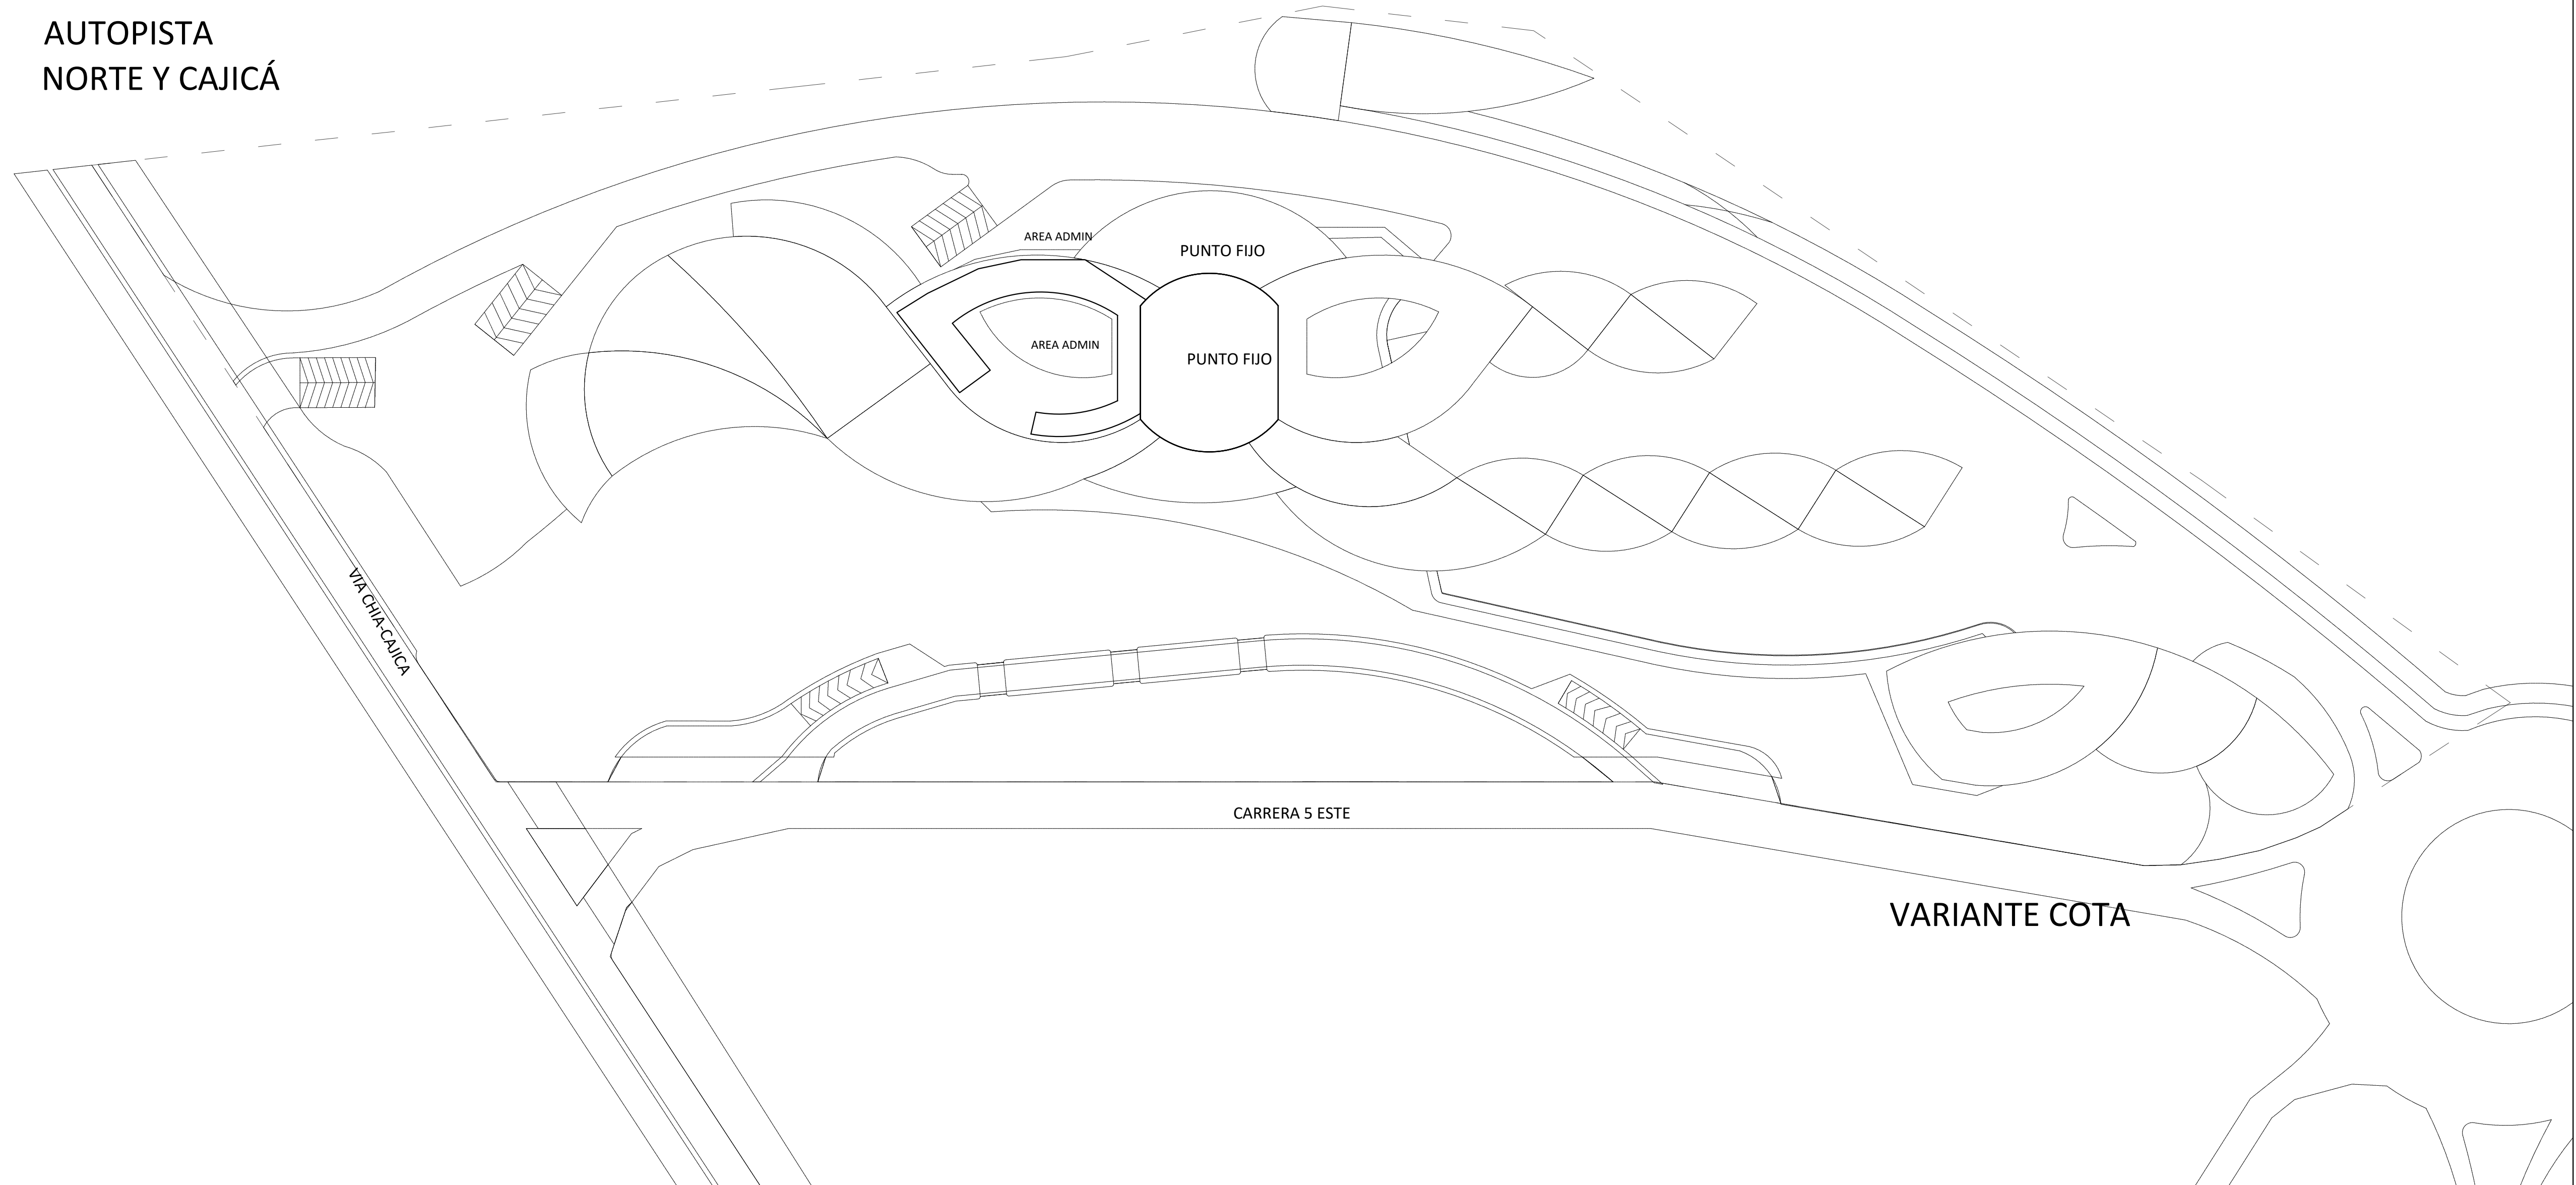 AUTOPISTA
NORTE Y CAJICÁ
AREA ADMIN
PUNTO FIJO
AREA ADMIN
PUNTO FIJO
VIA CHIA-CAJICA
CARRERA 5 ESTE
VARIANTE COTA